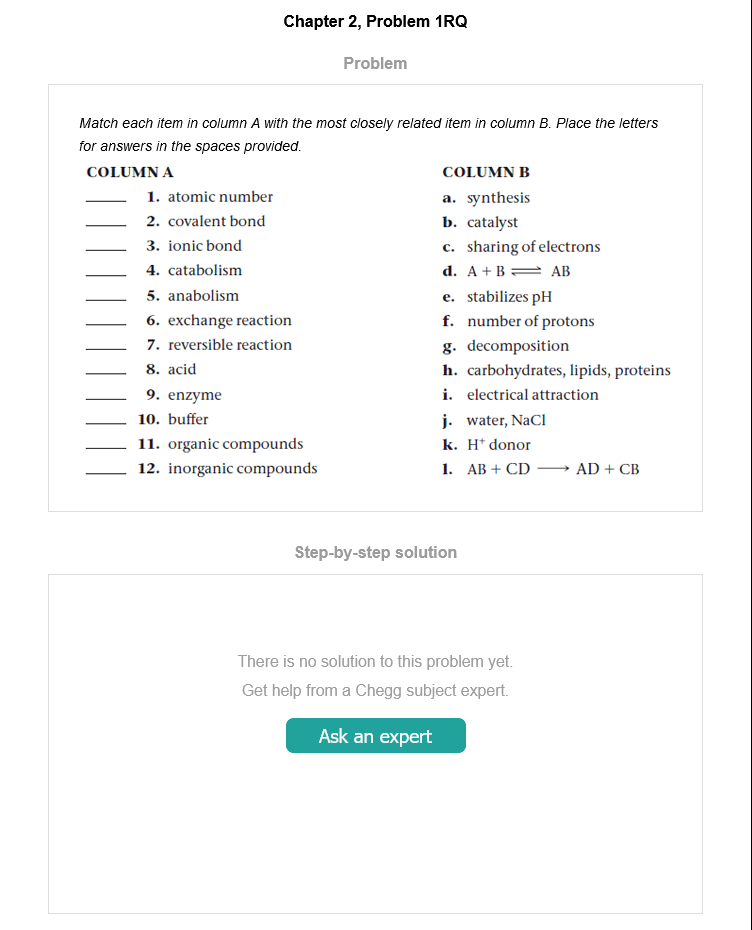 Chapter 2, Problem 1RQ
Problem
Match each item in column A with the most closely related item in column B. Place the letters
for answers in the spaces provided.
COLUMN A
_____ 1. atomic number
_____ 2. covalent bond
_____ 3. ionic bond
_____ 4. catabolism
_____ 5. anabolism
_____ 6. exchange reaction
_____ 7. reversible reaction
_____ 8. acid
_____ 9. enzyme
_____ 10. buffer
_____ 11. organic compounds
_____ 12. inorganic compounds
COLUMN B
a. synthesis
b. catalyst
c. sharing of electrons
d. A + B ⇌ AB
e. stabilizes pH
f. number of protons
g. decomposition
h. carbohydrates, lipids, proteins
i. electrical attraction
j. water, NaCl
k. H⁺ donor
l. AB + CD ⟶ AD + CB
Step-by-step solution
There is no solution to this problem yet.
Get help from a Chegg subject expert.
Ask an expert